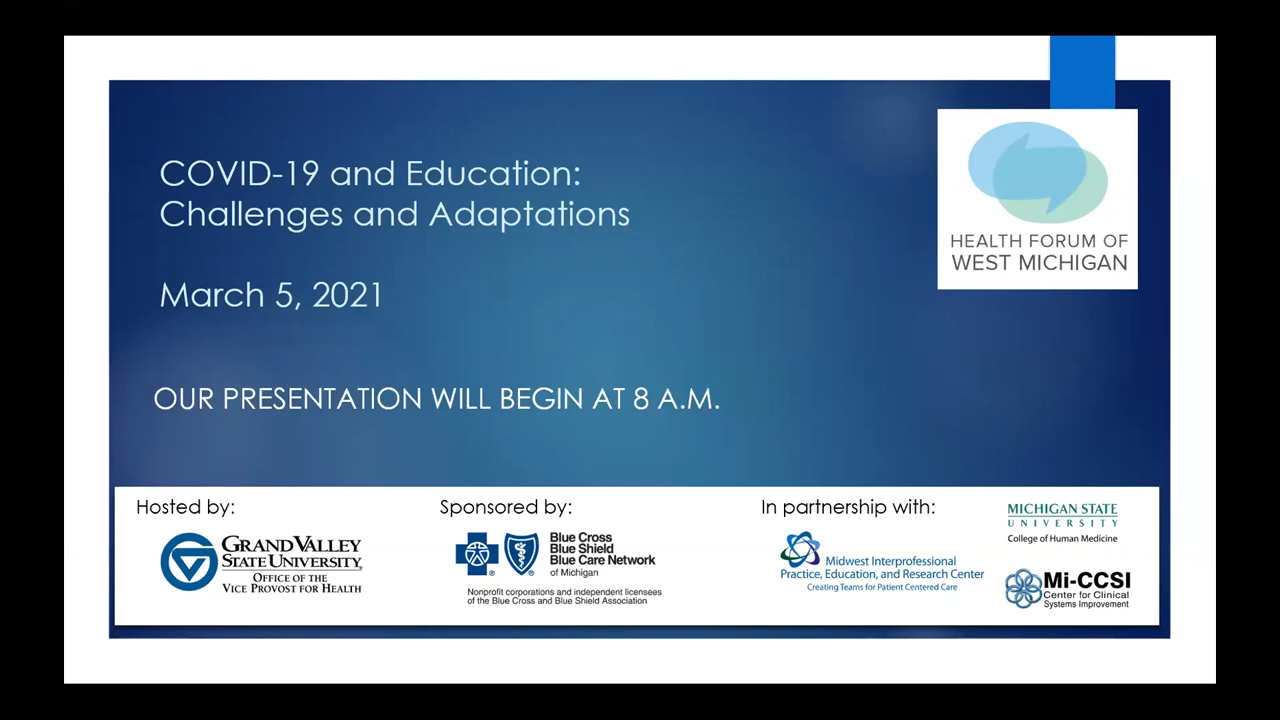 COVID-19 and Education:
Challenges and Adaptations
March 5, 2021
OUR PRESENTATION WILL BEGIN AT 8 A.M.
HEALTH FORUM OF
WEST MICHIGAN
Hosted by:
GRAND VALLEY
STATE UNIVERSITY.
OFFICE OF THE
VICE PROVOST FOR HEALTH
Sponsored by:
Blue Cross
Blue Shield
Blue Care Network
of Michigan
Nonprofit corporations and independent licensees
of the Blue Cross and Blue Shield Association
In partnership with:
Midwest Interprofessional
Practice, Education, and Research Center
Creating Teams for Patient Centered Care
MICHIGAN STATE
UNIVERSITY
College of Human Medicine
Mi-CCSI
Center for Clinical
Systems Improvement